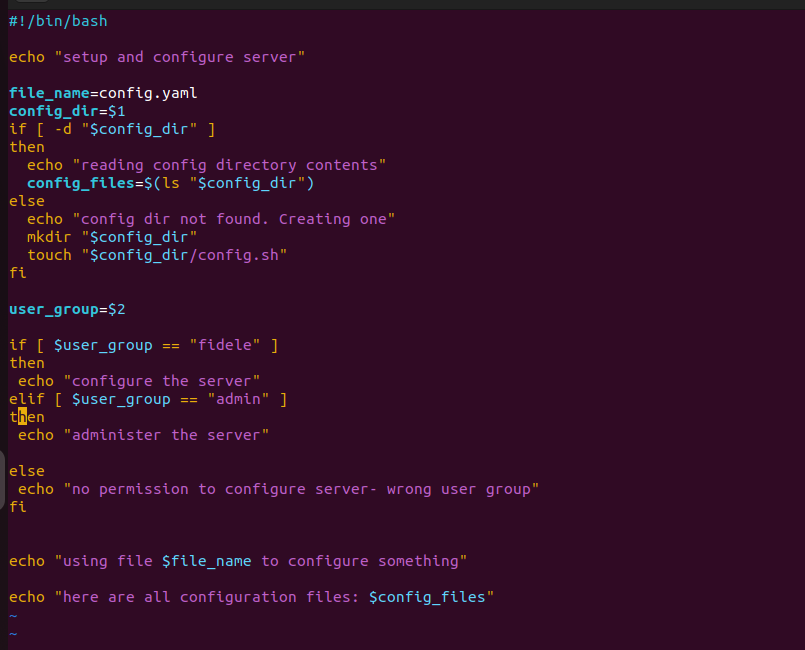 #!/bin/bash

echo "setup and configure server"

file_name=config.yaml
config_dir=$1
if [ -d "$config_dir" ]
then
  echo "reading config directory contents"
  config_files=$(ls "$config_dir")
else
  echo "config dir not found. Creating one"
  mkdir "$config_dir"
  touch "$config_dir/config.sh"
fi

user_group=$2

if [ $user_group == "fidele" ]
then
 echo "configure the server"
elif [ $user_group == "admin" ]
then
 echo "administer the server"

else
 echo "no permission to configure server- wrong user group"
fi


echo "using file $file_name to configure something"

echo "here are all configuration files: $config_files"
~
~